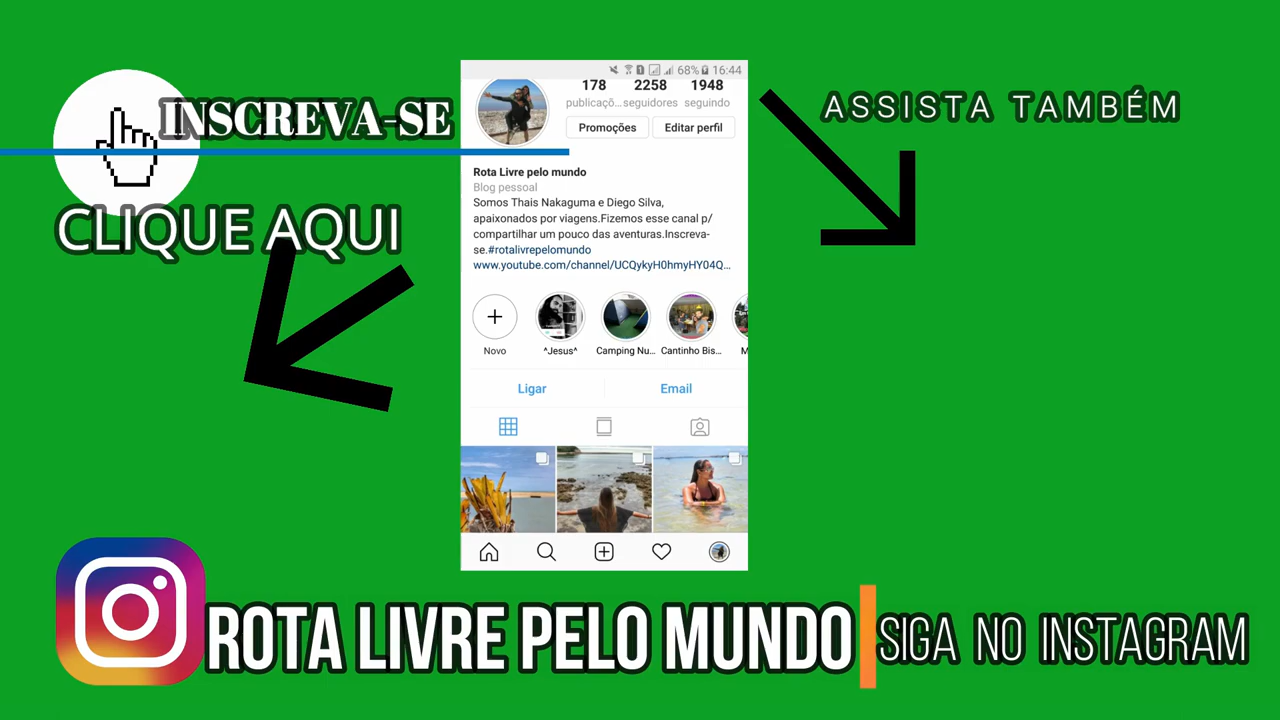 INSCREVA-SE
CLIQUE AQUI
68% 16:44
178 2258 1948
publicaçõ... seguidores seguindo
Promoções Editar perfil
Rota Livre pelo mundo
Blog pessoal
Somos Thais Nakaguma e Diego Silva,
apaixonados por viagens.Fizemos esse canal p/
compartilhar um pouco das aventuras.Inscreva-
se.#rotalivrepelomundo
www.youtube.com/channel/UCQykyH0hmyHY04Q...
Novo ^Jesus^ Camping Nu... Cantinho Bis... M
Ligar Email
ASSISTA TAMBÉM
ROTA LIVRE PELO MUNDO
SIGA NO INSTAGRAM